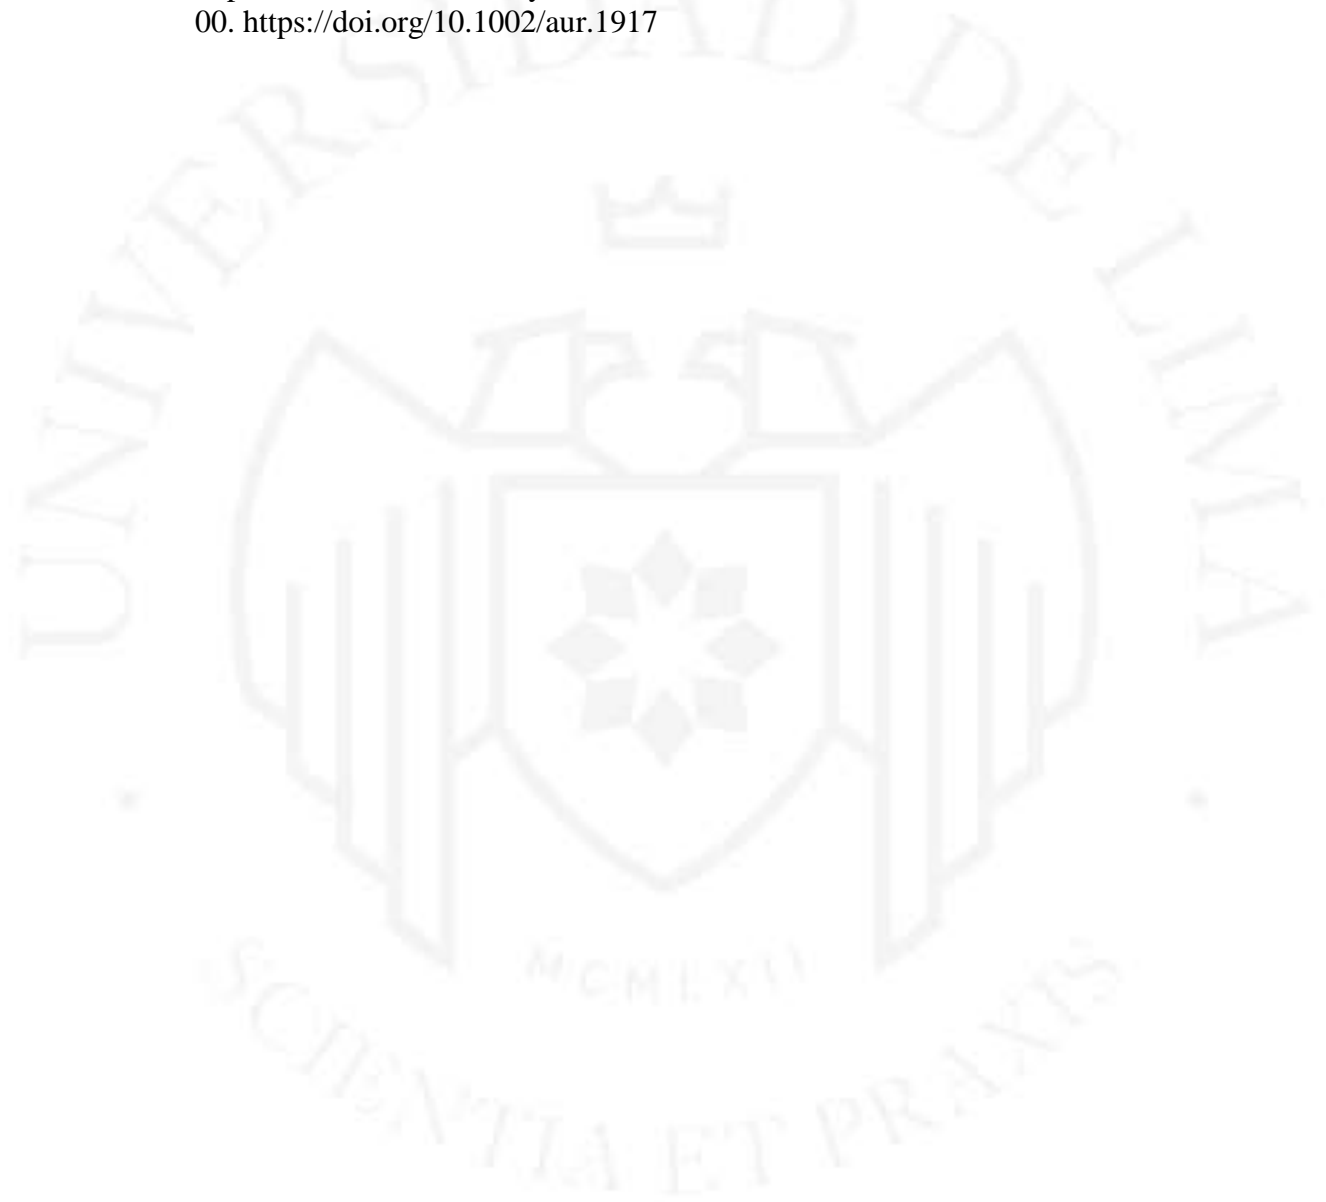 00. https://doi.org/10.1002/aur.1917
UNIVERSIDAD DE LIMA
MCMLXII
SCIENTIA ET PRAXIS